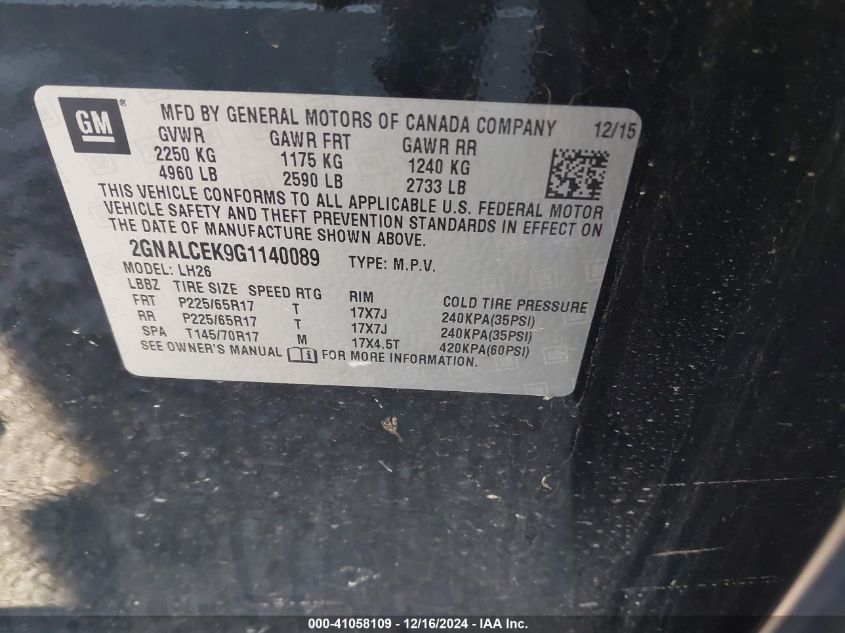 GM ® MFD BY GENERAL MOTORS OF CANADA COMPANY 12/15
GVWR GAWR FRT GAWR RR
2250 KG 1175 KG 1240 KG
4960 LB 2590 LB 2733 LB
THIS VEHICLE CONFORMS TO ALL APPLICABLE U.S. FEDERAL MOTOR
VEHICLE SAFETY AND THEFT PREVENTION STANDARDS IN EFFECT ON
THE DATE OF MANUFACTURE SHOWN ABOVE.
2GNALCEK9G1140089 TYPE: M.P.V.
MODEL: LH26
LBBZ TIRE SIZE SPEED RTG RIM COLD TIRE PRESSURE
FRT P225/65R17 T 17X7J 240KPA(35PSI)
RR P225/65R17 T 17X7J 240KPA(35PSI)
SPA T145/70R17 M 17X4.5T 420KPA(60PSI)
SEE OWNER'S MANUAL FOR MORE INFORMATION.
000-41058109 - 12/16/2024 - IAA Inc.